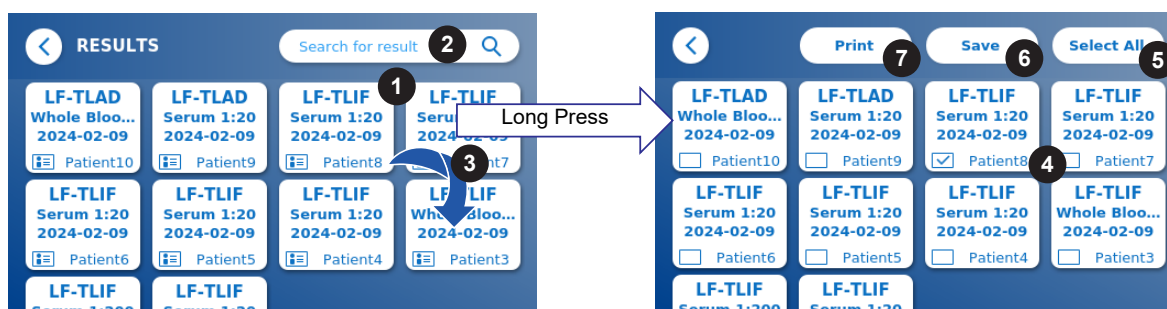 RESULTS
Search for result
2
1
LF-TLAD
Whole Bloo...
2024-02-09
Patient10
LF-TLAD
Serum 1:20
2024-02-09
Patient9
LF-TLIF
Serum 1:20
2024-02-09
Patient8
LF-TLIF
3
LF-TLIF
Serum 1:20
2024-02-09
Patient6
LF-TLIF
Serum 1:20
2024-02-09
Patient5
LF-TLIF
Serum 1:20
2024-02-09
Patient4
2024-02-09
Patient3
LF-TLIF
LF-TLIF
Long Press
Print
7
Save
6
Select All
5
LF-TLAD
Whole Bloo...
2024-02-09
Patient10
LF-TLAD
Serum 1:20
2024-02-09
Patient9
LF-TLIF
Serum 1:20
2024-02-09
Patient8
4
LF-TLIF
Serum 1:20
2024-02-09
Patient7
LF-TLIF
Serum 1:20
2024-02-09
Patient6
LF-TLIF
Serum 1:20
2024-02-09
Patient5
LF-TLIF
Serum 1:20
2024-02-09
Patient4
LF-TLIF
Whole Bloo...
2024-02-09
Patient3
LF-TLIF
LF-TLIF